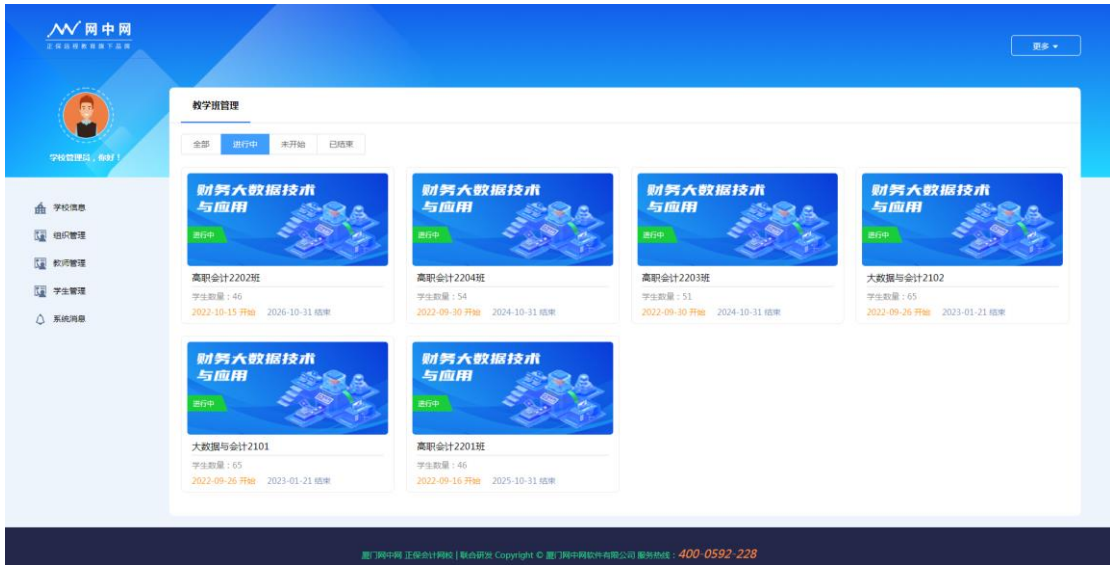 网中网
正保远程教育旗下品牌
更多
学校管理员，你好！
学校信息
组织管理
教师管理
学生管理
系统消息
教学班管理
全部 进行中 未开始 已结束
财务大数据技术
与应用
进行中
高职会计2202班
学生数量：46
2022-10-15 开始 2026-10-31 结束
财务大数据技术
与应用
进行中
高职会计2204班
学生数量：54
2022-09-30 开始 2024-10-31 结束
财务大数据技术
与应用
进行中
高职会计2203班
学生数量：51
2022-09-30 开始 2024-10-31 结束
财务大数据技术
与应用
进行中
大数据与会计2102
学生数量：65
2022-09-26 开始 2023-01-21 结束
财务大数据技术
与应用
进行中
大数据与会计2101
学生数量：65
2022-09-26 开始 2023-01-21 结束
财务大数据技术
与应用
进行中
高职会计2201班
学生数量：46
2022-09-16 开始 2025-10-31 结束
厦门网中网 正保会计网校 | 联合研发 Copyright © 厦门网中网软件有限公司 服务热线：400-0592-228